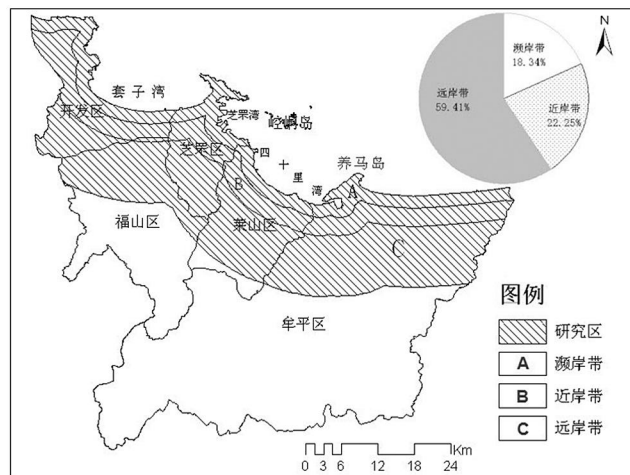 N
濒岸带
18.34%
远岸带
59.41%
近岸带
22.25%
套子湾
开发区
芝罘湾
崆峒岛
芝罘区
四
里
湾
养马岛
A
B
福山区
莱山区
C
牟平区
图例
研究区
A 濒岸带
B 近岸带
C 远岸带
Km
0 3 6 12 18 24